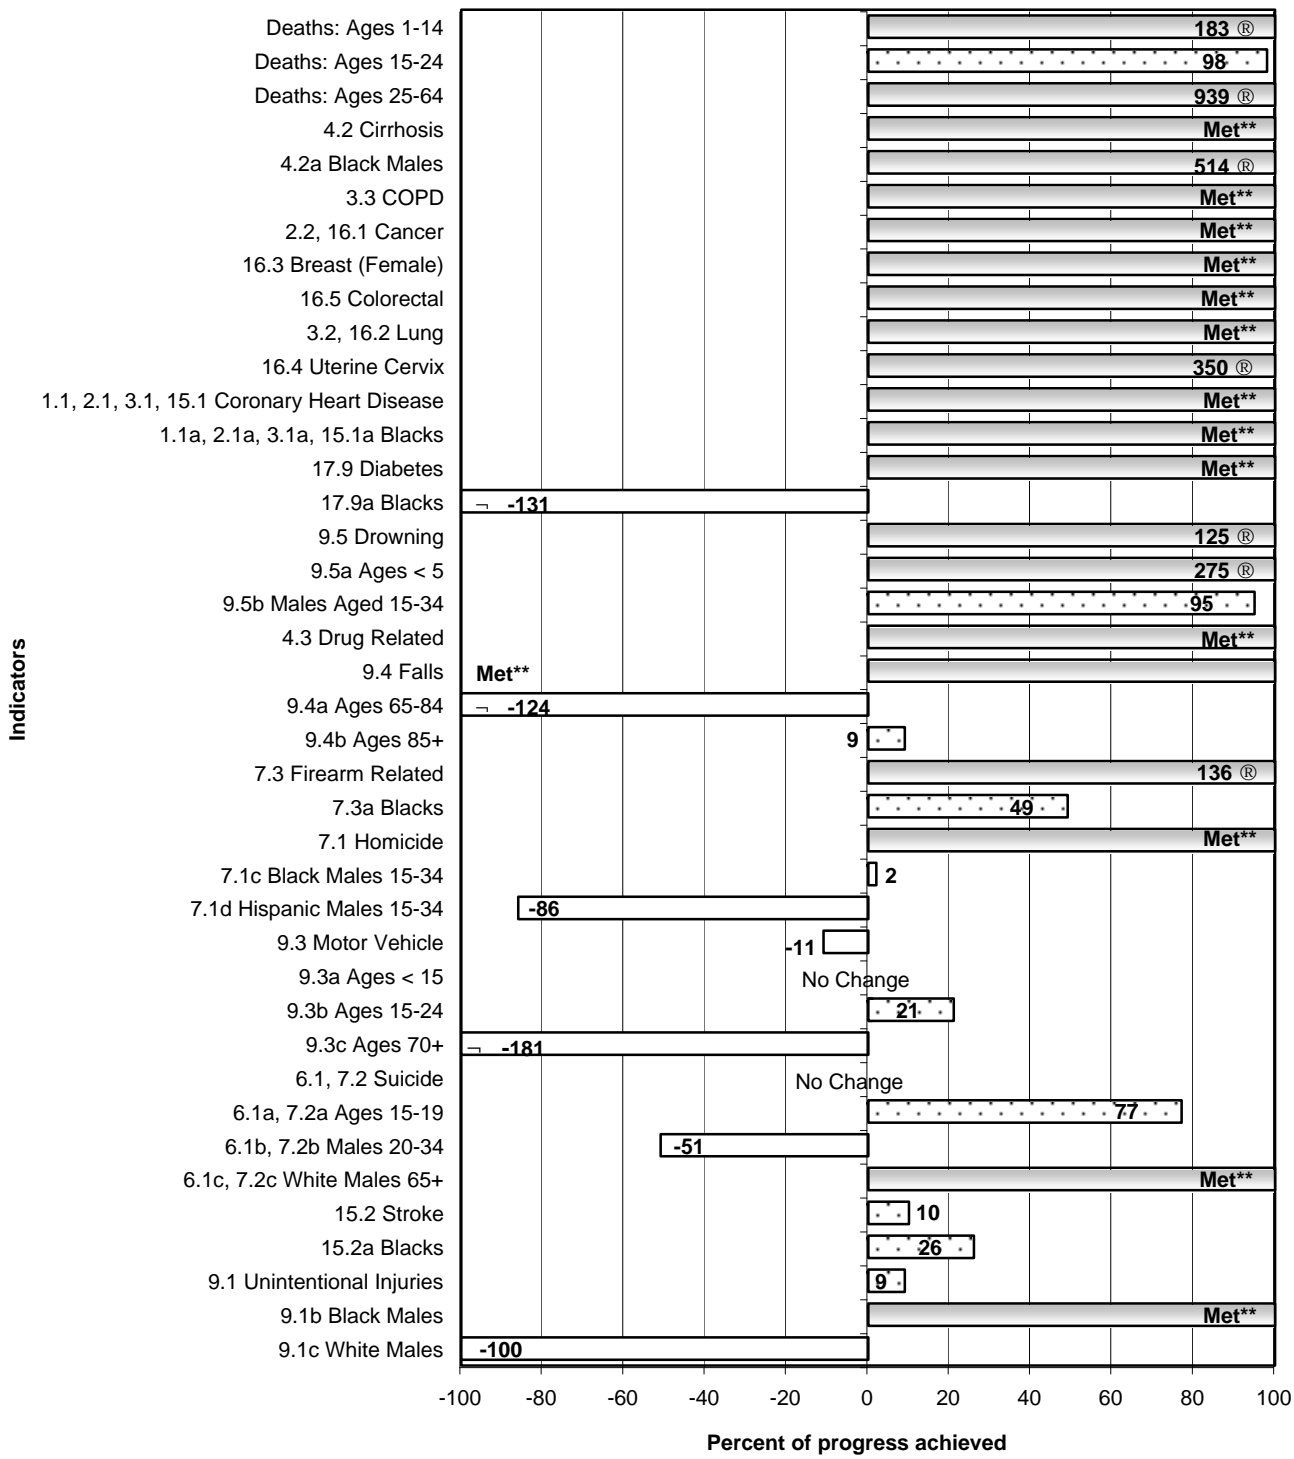 Deaths: Ages 1-14 183 ®
Deaths: Ages 15-24 98
Deaths: Ages 25-64 939 ®
4.2 Cirrhosis Met**
4.2a Black Males 514 ®
3.3 COPD Met**
2.2, 16.1 Cancer Met**
16.3 Breast (Female) Met**
16.5 Colorectal Met**
3.2, 16.2 Lung Met**
16.4 Uterine Cervix 350 ®
1.1, 2.1, 3.1, 15.1 Coronary Heart Disease Met**
1.1a, 2.1a, 3.1a, 15.1a Blacks Met**
17.9 Diabetes Met**
17.9a Blacks ¬ -131
9.5 Drowning 125 ®
9.5a Ages < 5 275 ®
9.5b Males Aged 15-34 95
4.3 Drug Related Met**
9.4 Falls Met**
9.4a Ages 65-84 ¬ -124
9.4b Ages 85+ 9
7.3 Firearm Related 136 ®
7.3a Blacks 49
7.1 Homicide Met**
7.1c Black Males 15-34 2
7.1d Hispanic Males 15-34 -86
9.3 Motor Vehicle -11
9.3a Ages < 15 No Change
9.3b Ages 15-24 21
9.3c Ages 70+ ¬ -181
6.1, 7.2 Suicide No Change
6.1a, 7.2a Ages 15-19 77
6.1b, 7.2b Males 20-34 -51
6.1c, 7.2c White Males 65+ Met**
15.2 Stroke 10
15.2a Blacks 26
9.1 Unintentional Injuries 9
9.1b Black Males Met**
9.1c White Males -100
Indicators
-100 -80 -60 -40 -20 0 20 40 60 80 100
Percent of progress achieved